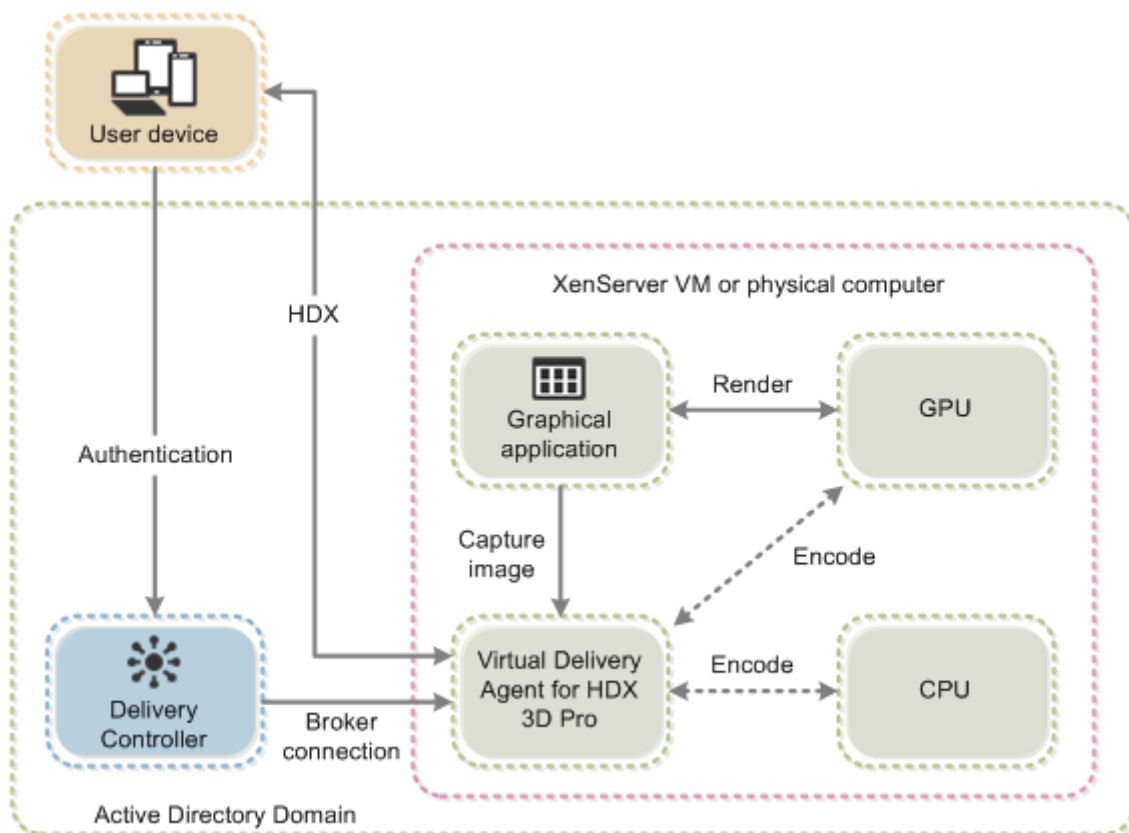 User device
XenServer VM or physical computer
HDX
Render
Graphical
application
GPU
Authentication
Capture
image
Encode
Virtual Delivery
Agent for HDX
3D Pro
Encode
CPU
Delivery
Controller
Broker
connection
Active Directory Domain